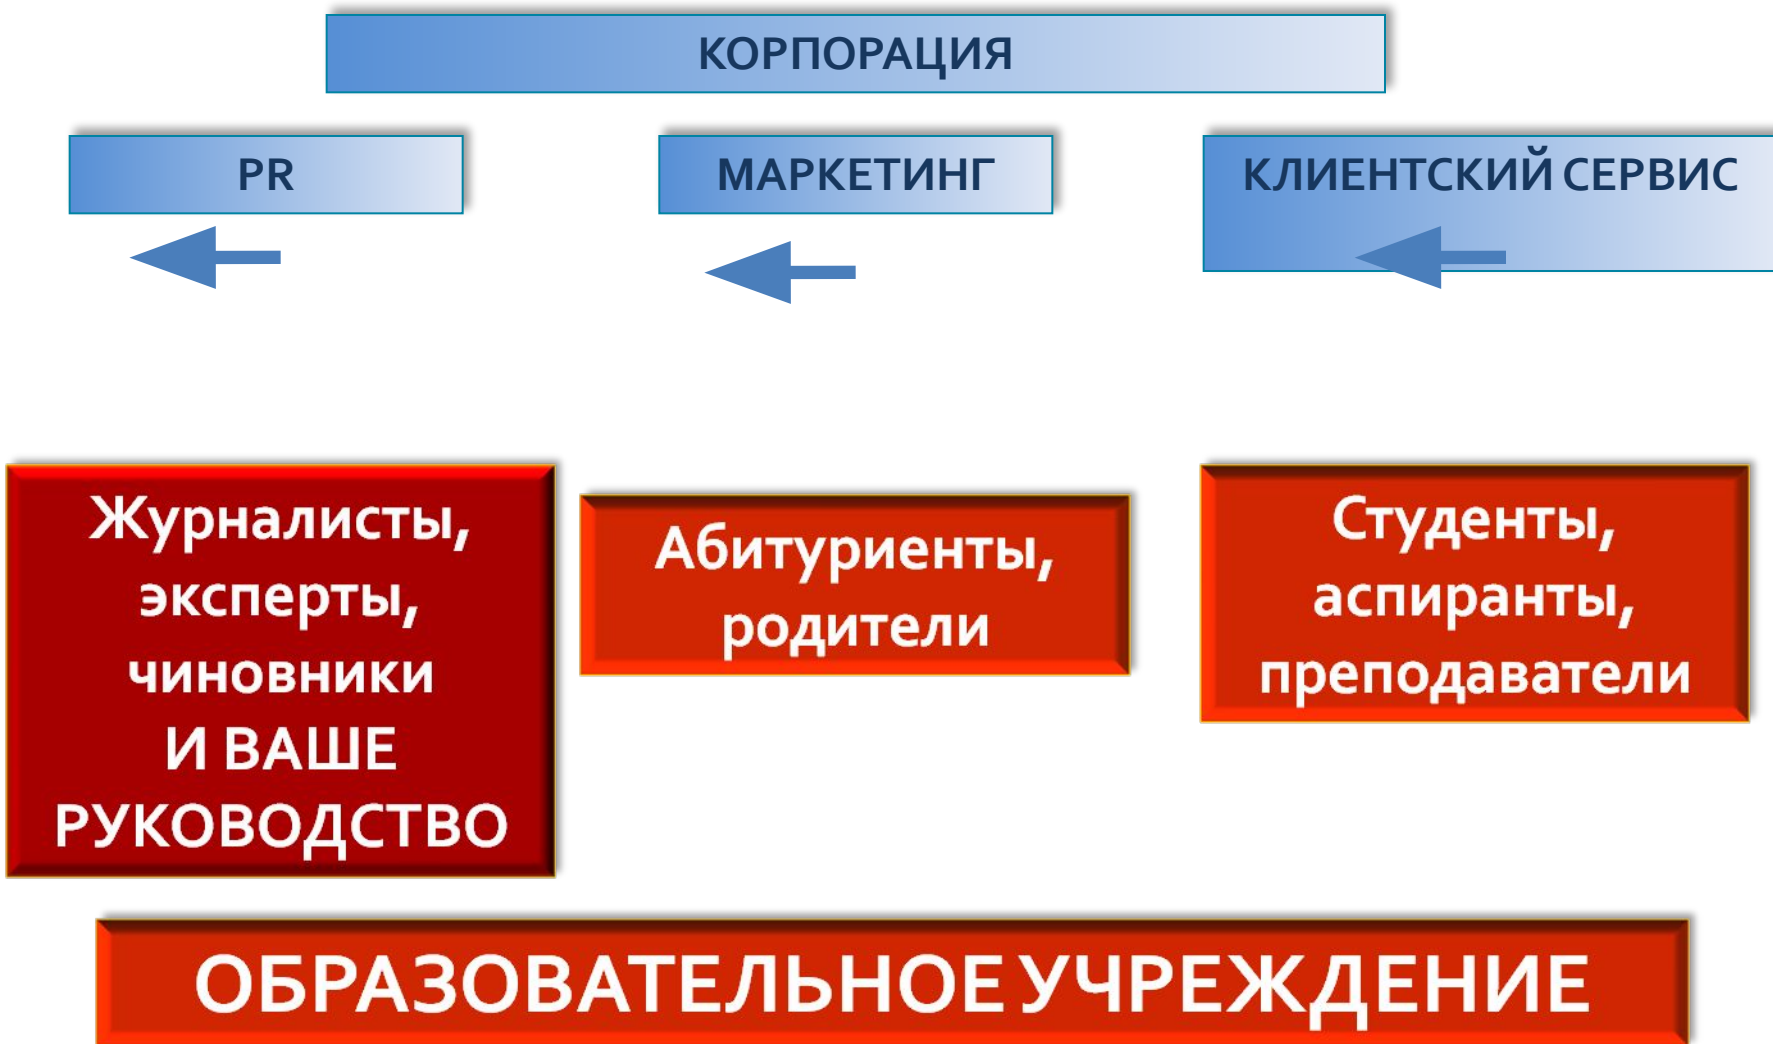 КОРПОРАЦИЯ
PR
МАРКЕТИНГ
КЛИЕНТСКИЙ СЕРВИС
Журналисты,
эксперты,
чиновники
И ВАШЕ
РУКОВОДСТВО
Абитуриенты,
родители
Студенты,
аспиранты,
преподаватели
ОБРАЗОВАТЕЛЬНОЕ УЧРЕЖДЕНИЕ